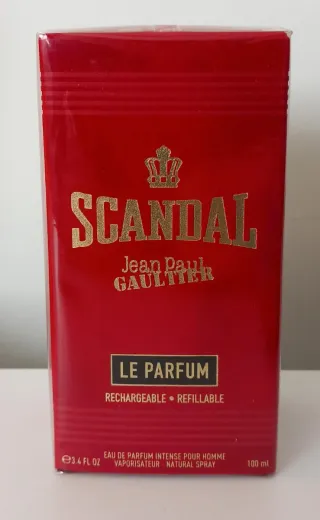 SCANDAL
Jean Paul
GAULTIER
LE PARFUM
RECHARGEABLE • REFILLABLE
EAU DE PARFUM INTENSE POUR HOMME
℮3.4 FL OZ VAPORISATEUR · NATURAL SPRAY 100 ml